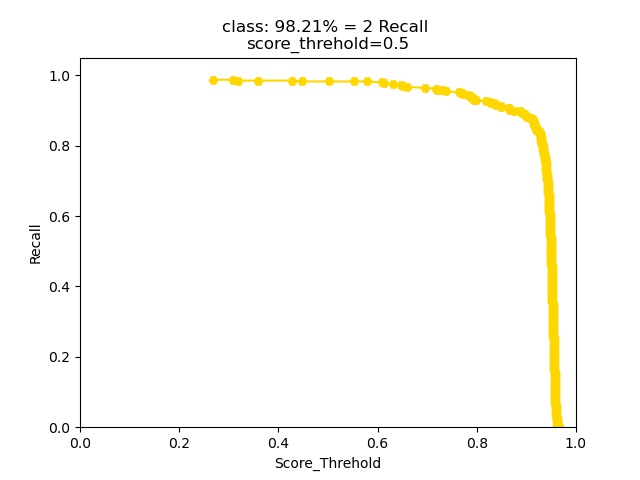 class: 98.21% = 2 Recall
score_threhold=0.5
1.0
0.8
0.6
0.4
0.2
0.0
Recall
0.0 0.2 0.4 0.6 0.8 1.0
Score_Threhold